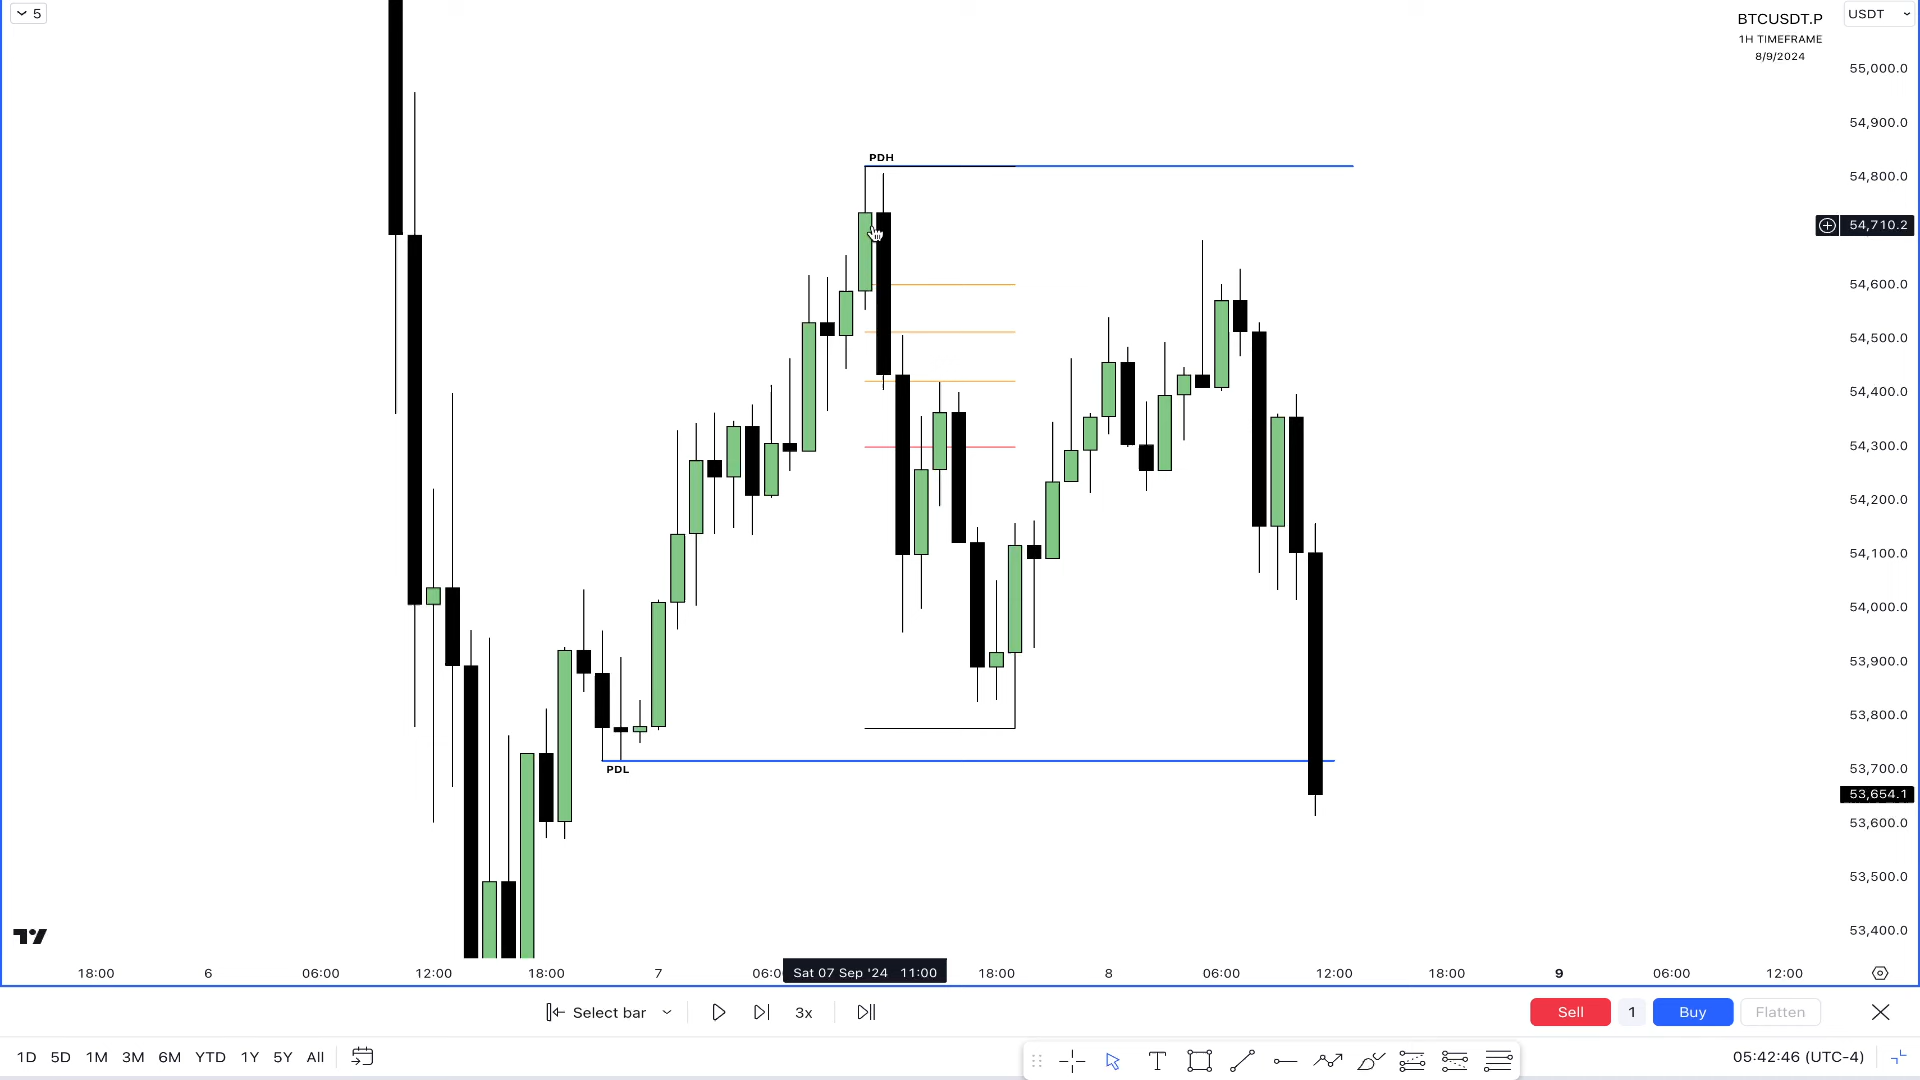 5
BTCUSDT.P
1H TIMEFRAME
8/9/2024
USDT
55,000.0
54,900.0
54,800.0
54,710.2
54,600.0
54,500.0
54,400.0
54,300.0
54,200.0
54,100.0
54,000.0
53,900.0
53,800.0
53,700.0
53,654.1
53,600.0
53,500.0
53,400.0
PDH
PDL
18:00 6 06:00 12:00 18:00 7 06:00 Sat 07 Sep '24 11:00 18:00 8 06:00 12:00 18:00 9 06:00 12:00
Select bar 3x Sell 1 Buy Flatten
1D 5D 1M 3M 6M YTD 1Y 5Y All 05:42:46 (UTC-4)